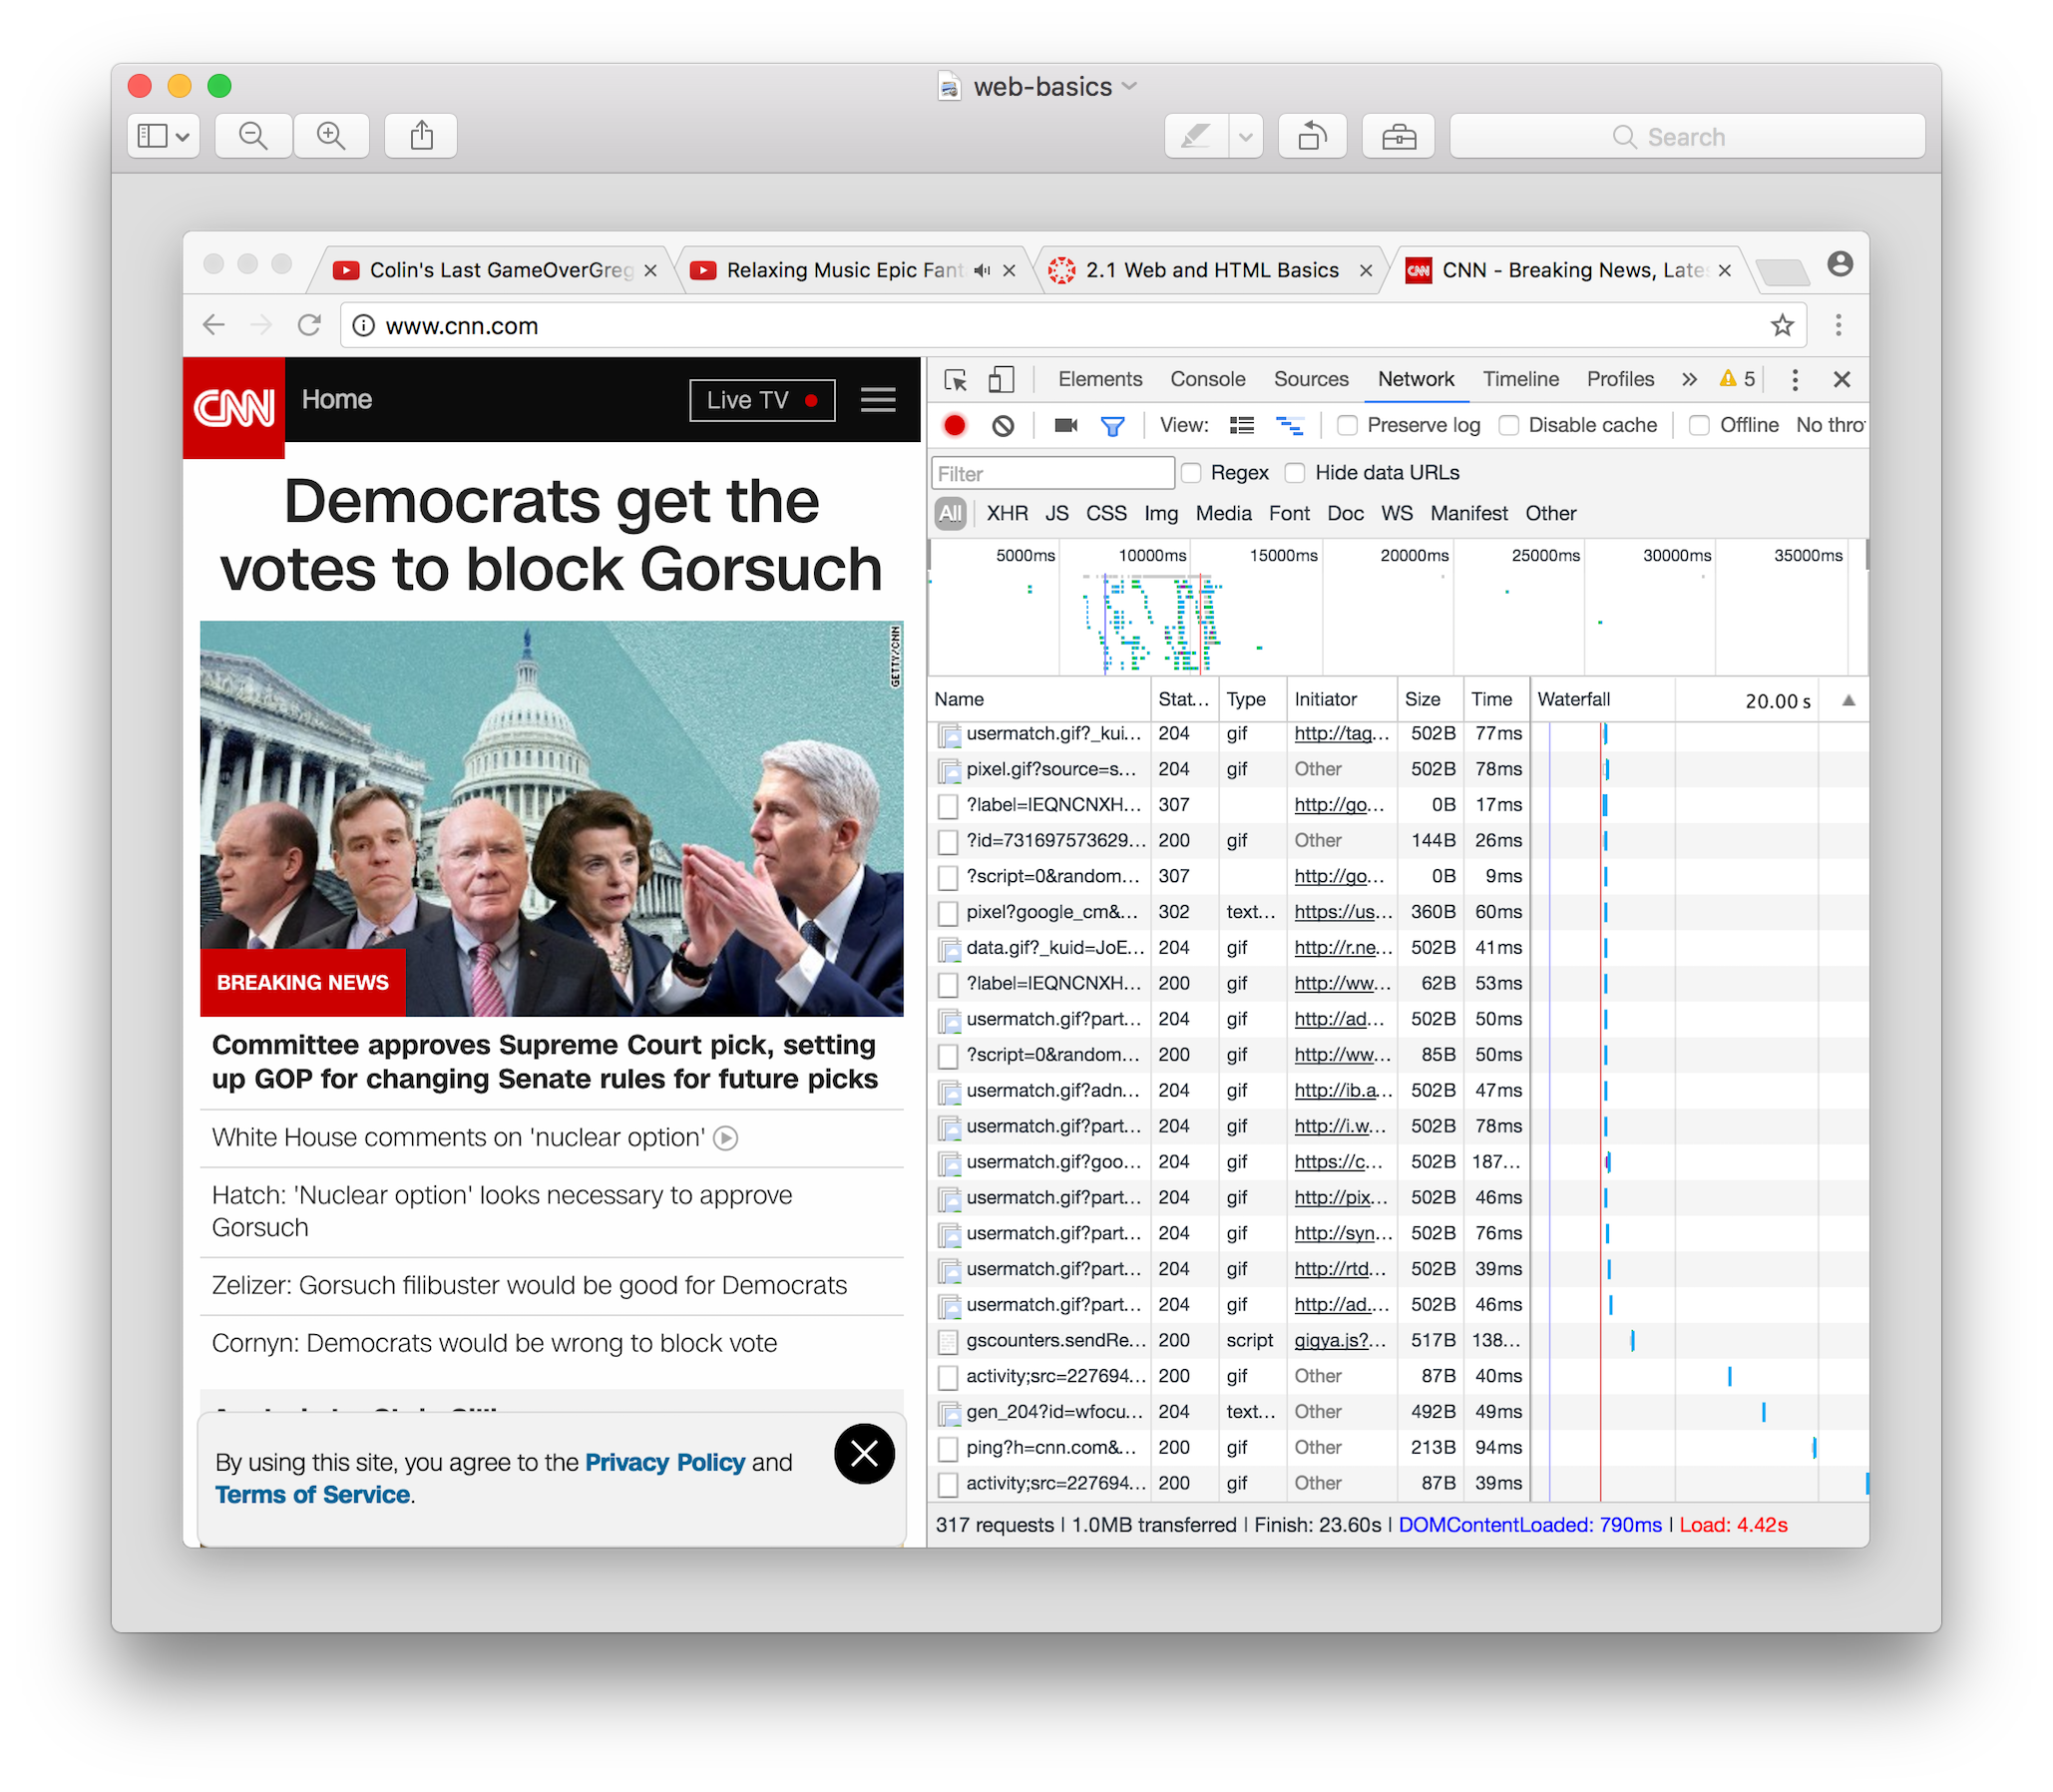 web-basics
Search
Colin's Last GameOverGreg
Relaxing Music Epic Fant
2.1 Web and HTML Basics
CNN - Breaking News, Late
www.cnn.com
CNN Home Live TV
Democrats get the
votes to block Gorsuch
GETTY/CNN
BREAKING NEWS
Committee approves Supreme Court pick, setting
up GOP for changing Senate rules for future picks
White House comments on 'nuclear option'
Hatch: 'Nuclear option' looks necessary to approve
Gorsuch
Zelizer: Gorsuch filibuster would be good for Democrats
Cornyn: Democrats would be wrong to block vote
By using this site, you agree to the Privacy Policy and
Terms of Service.
Elements Console Sources Network Timeline Profiles » 5
View: Preserve log Disable cache Offline No thro
Filter Regex Hide data URLs
All XHR JS CSS Img Media Font Doc WS Manifest Other
5000ms 10000ms 15000ms 20000ms 25000ms 30000ms 35000ms
Name Stat... Type Initiator Size Time Waterfall 20.00 s
usermatch.gif?_kui... 204 gif http://tag... 502B 77ms
pixel.gif?source=s... 204 gif Other 502B 78ms
?label=IEQNCNXH... 307 http://go... 0B 17ms
?id=731697573629... 200 gif Other 144B 26ms
?script=0&random... 307 http://go... 0B 9ms
pixel?google_cm&... 302 text... https://us... 360B 60ms
data.gif?_kuid=JoE... 204 gif http://r.ne... 502B 41ms
?label=IEQNCNXH... 200 gif http://ww... 62B 53ms
usermatch.gif?part... 204 gif http://ad... 502B 50ms
?script=0&random... 200 gif http://ww... 85B 50ms
usermatch.gif?adn... 204 gif http://ib.a... 502B 47ms
usermatch.gif?part... 204 gif http://i.w... 502B 78ms
usermatch.gif?goo... 204 gif https://c... 502B 187...
usermatch.gif?part... 204 gif http://pix... 502B 46ms
usermatch.gif?part... 204 gif http://syn... 502B 76ms
usermatch.gif?part... 204 gif http://rtd... 502B 39ms
usermatch.gif?part... 204 gif http://ad.... 502B 46ms
gscounters.sendRe... 200 script gigya.js?... 517B 138...
activity;src=227694... 200 gif Other 87B 40ms
gen_204?id=wfocu... 204 text... Other 492B 49ms
ping?h=cnn.com&... 200 gif Other 213B 94ms
activity;src=227694... 200 gif Other 87B 39ms
317 requests | 1.0MB transferred | Finish: 23.60s | DOMContentLoaded: 790ms | Load: 4.42s